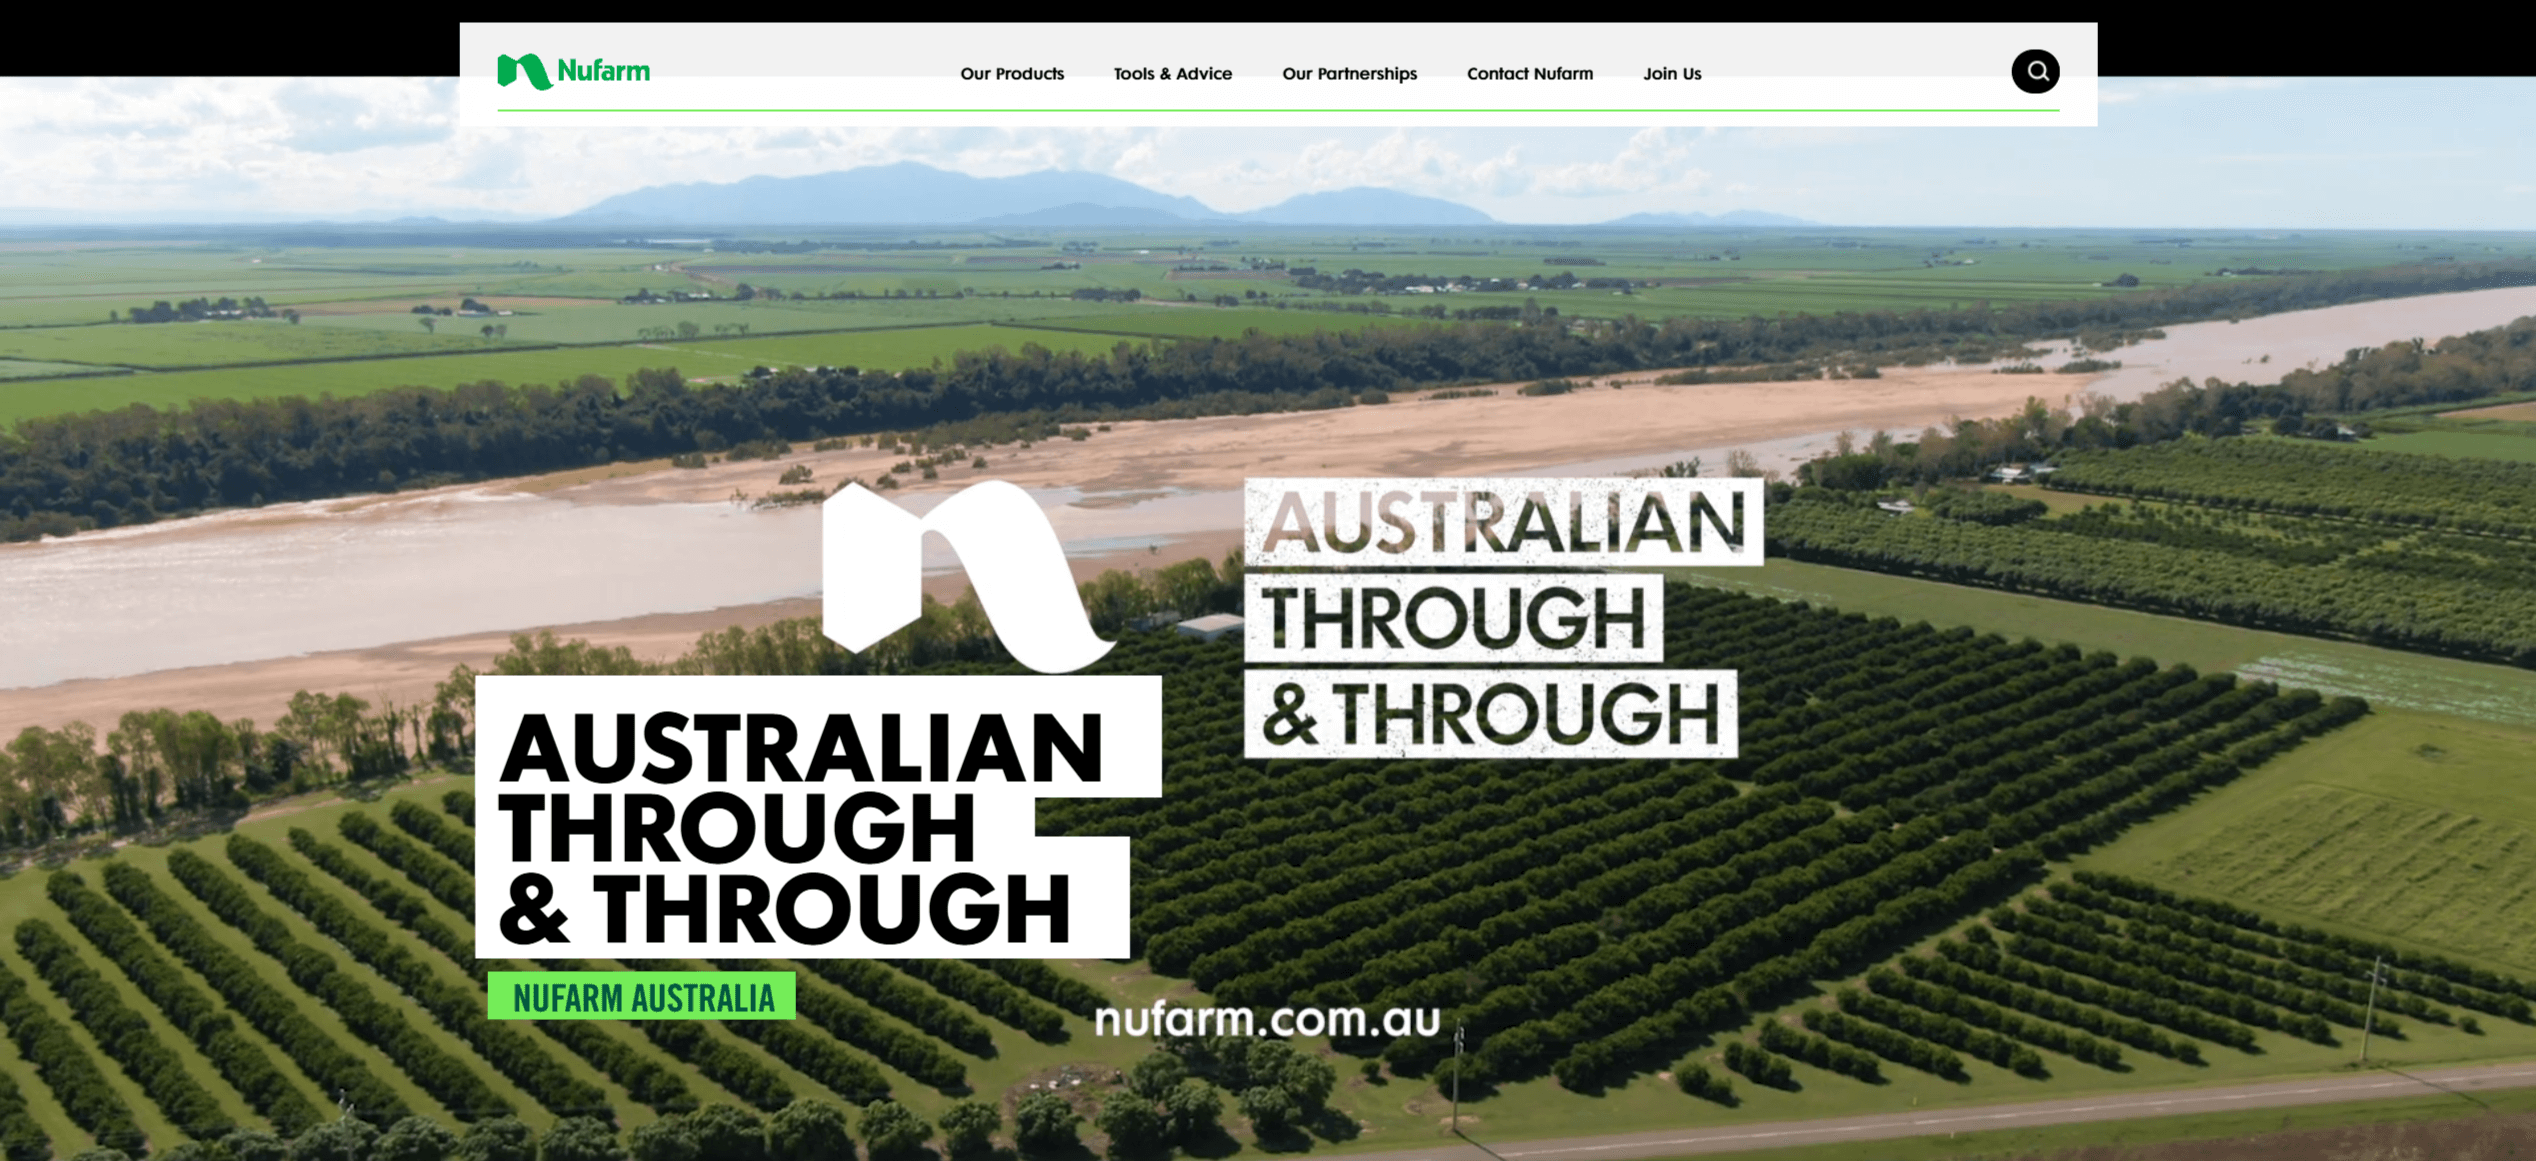 Nufarm
Our Products
Tools & Advice
Our Partnerships
Contact Nufarm
Join Us
AUSTRALIAN
THROUGH
& THROUGH
AUSTRALIAN
THROUGH
& THROUGH
NUFARM AUSTRALIA
nufarm.com.au